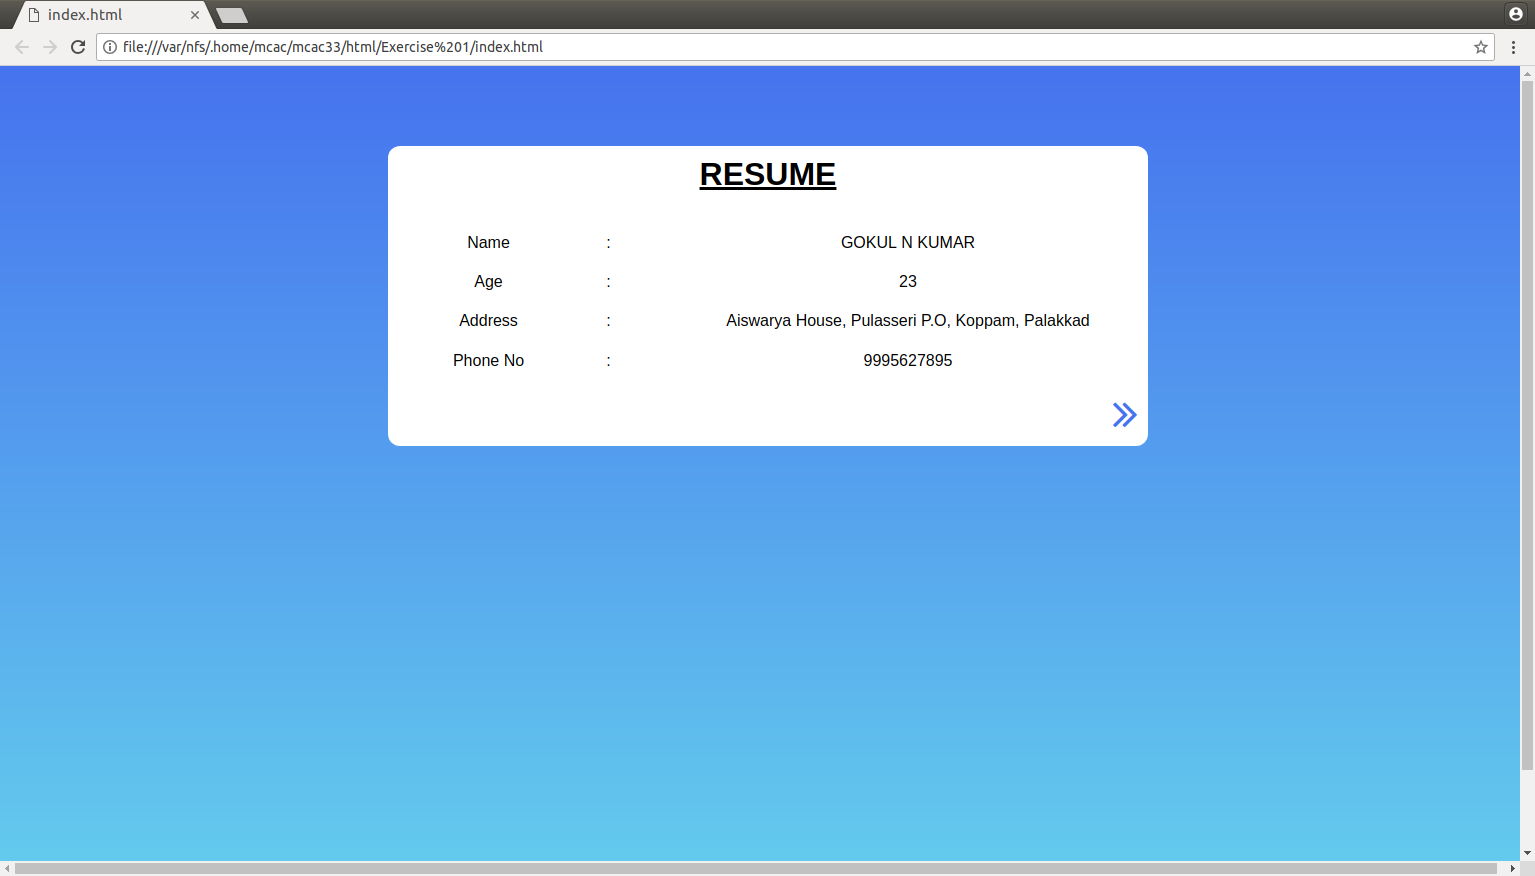 index.html
file:///var/nfs/.home/mcac/mcac33/html/Exercise%201/index.html
RESUME
Name : GOKUL N KUMAR
Age : 23
Address : Aiswarya House, Pulasseri P.O, Koppam, Palakkad
Phone No : 9995627895